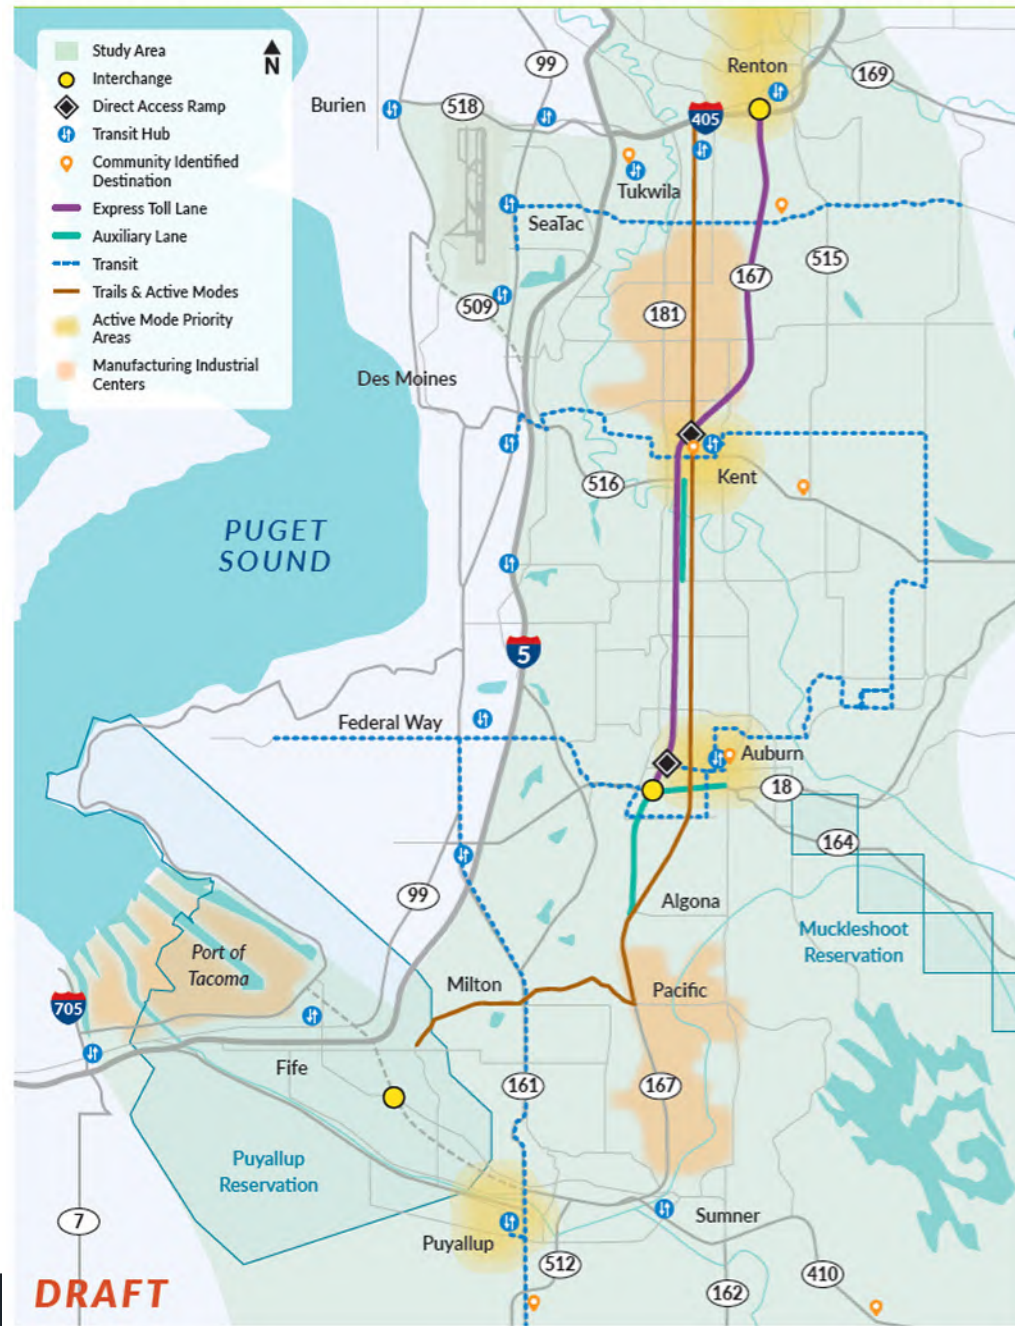 Study Area
N
Interchange
Direct Access Ramp
Transit Hub
Community Identified
Destination
Express Toll Lane
Auxiliary Lane
Transit
Trails & Active Modes
Active Mode Priority
Areas
Manufacturing Industrial
Centers
99
Renton
169
Burien
518
405
Tukwila
SeaTac
515
167
509
181
Des Moines
Kent
516
PUGET
SOUND
5
Federal Way
Auburn
18
164
99
Algona
Muckleshoot
Reservation
Port of
Tacoma
Milton
Pacific
705
Fife
161
167
Puyallup
Reservation
7
Sumner
Puyallup
512
410
162
DRAFT